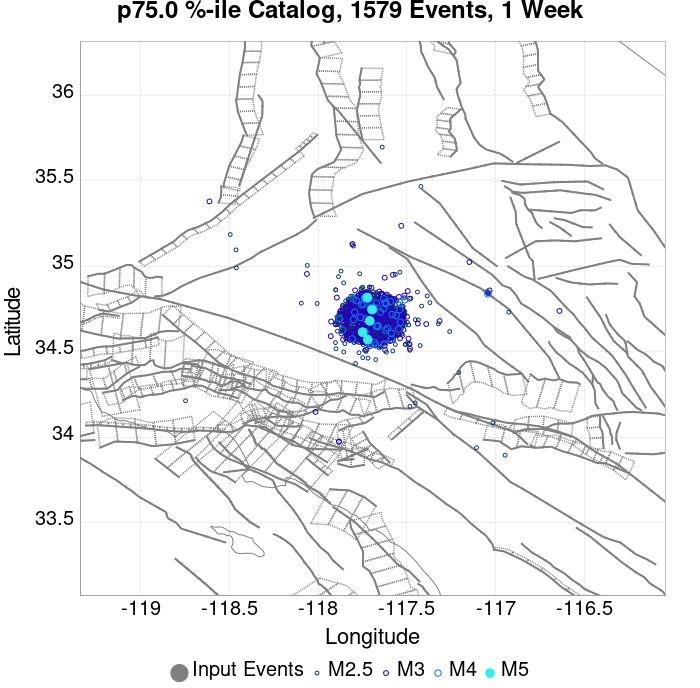 p75.0 %-ile Catalog, 1579 Events, 1 Week
36
35.5
35
34.5
34
33.5
Latitude
-119 -118.5 -118 -117.5 -117 -116.5
Longitude
Input Events M2.5 M3 M4 M5